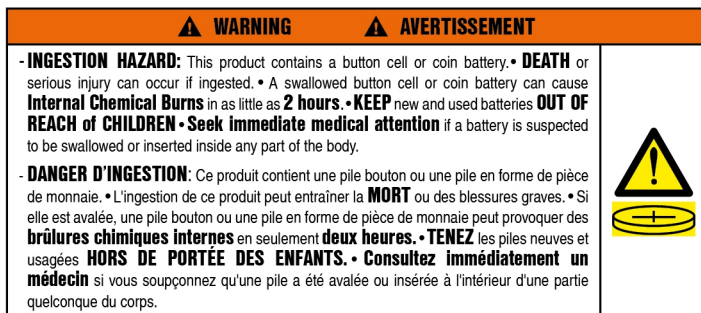 WARNING AVERTISSEMENT
- INGESTION HAZARD: This product contains a button cell or coin battery. • DEATH or
serious injury can occur if ingested. • A swallowed button cell or coin battery can cause
Internal Chemical Burns in as little as 2 hours. • KEEP new and used batteries OUT OF
REACH of CHILDREN • Seek immediate medical attention if a battery is suspected
to be swallowed or inserted inside any part of the body.
- DANGER D'INGESTION: Ce produit contient une pile bouton ou une pile en forme de pièce
de monnaie. • L'ingestion de ce produit peut entraîner la MORT ou des blessures graves. • Si
elle est avalée, une pile bouton ou une pile en forme de pièce de monnaie peut provoquer des
brûlures chimiques internes en seulement deux heures. • TENEZ les piles neuves et
usagées HORS DE PORTÉE DES ENFANTS. • Consultez immédiatement un
médecin si vous soupçonnez qu'une pile a été avalée ou insérée à l'intérieur d'une partie
quelconque du corps.